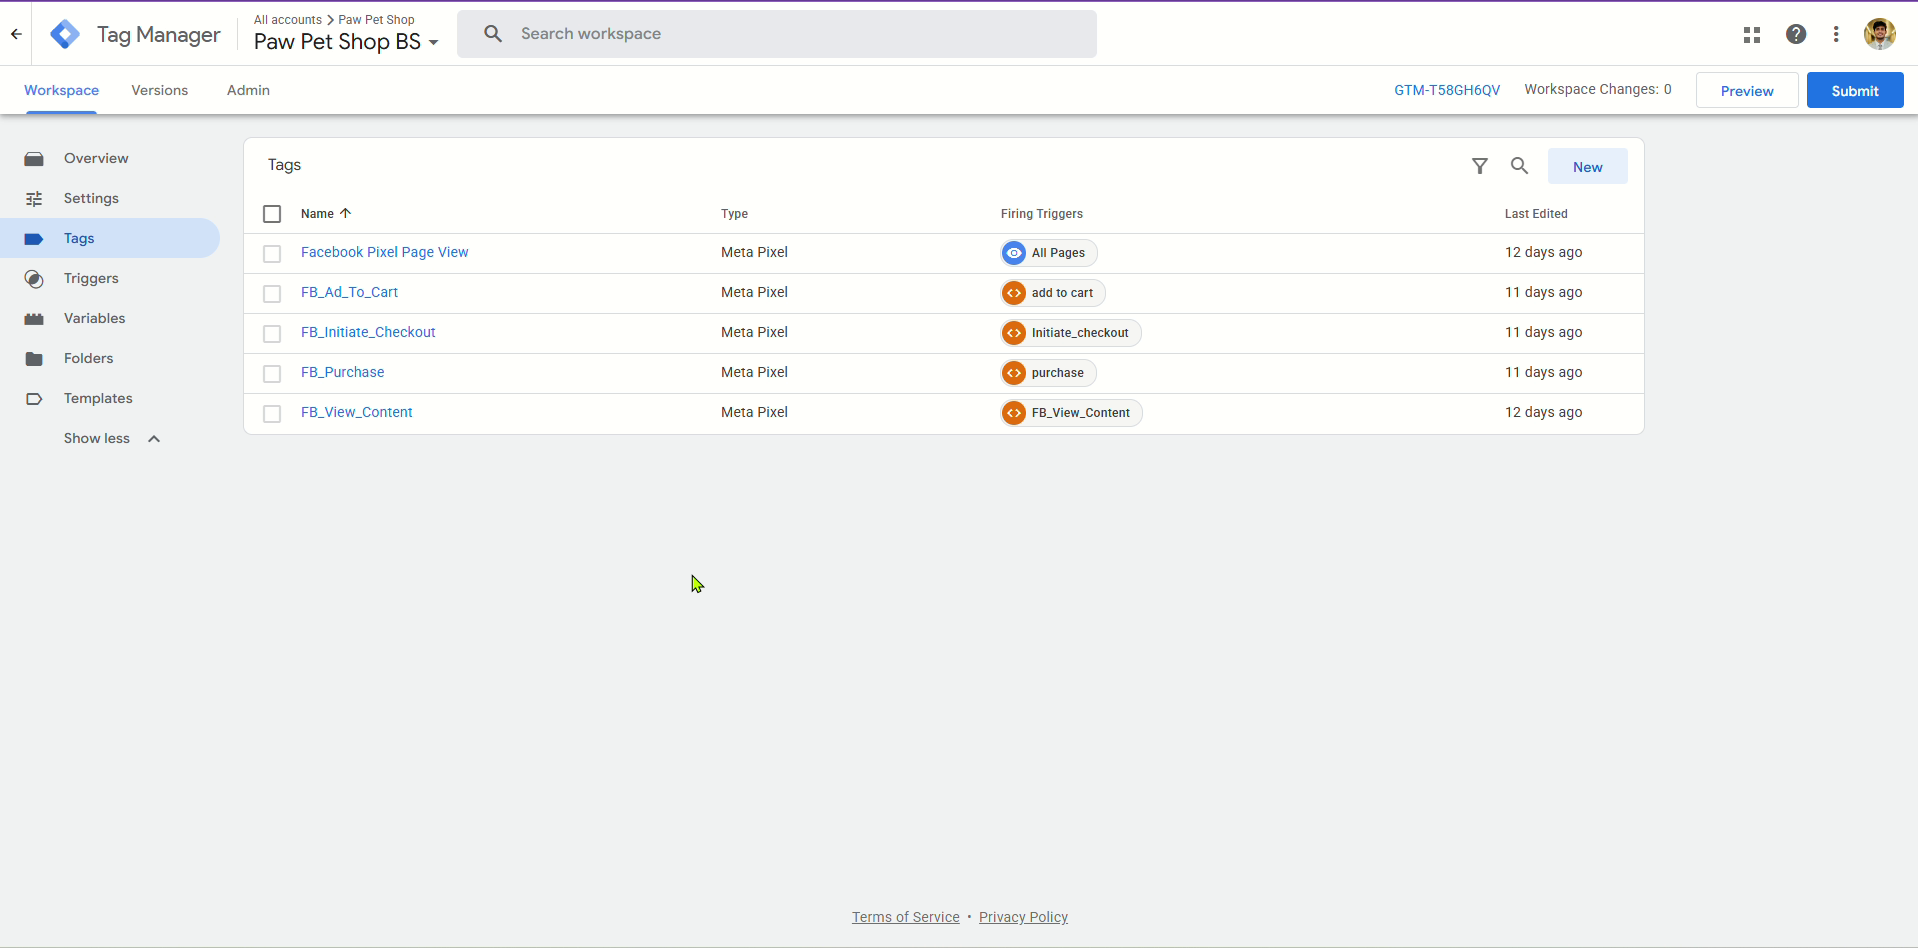 All accounts > Paw Pet Shop
Tag Manager
Paw Pet Shop BS
Search workspace
Workspace Versions Admin
GTM-T58GH6QV Workspace Changes: 0 Preview Submit
Overview
Settings
Tags
Triggers
Variables
Folders
Templates
Show less
Tags
New
Name Type Firing Triggers Last Edited
Facebook Pixel Page View Meta Pixel All Pages 12 days ago
FB_Ad_To_Cart Meta Pixel add to cart 11 days ago
FB_Initiate_Checkout Meta Pixel Initiate_checkout 11 days ago
FB_Purchase Meta Pixel purchase 11 days ago
FB_View_Content Meta Pixel FB_View_Content 12 days ago
Terms of Service • Privacy Policy